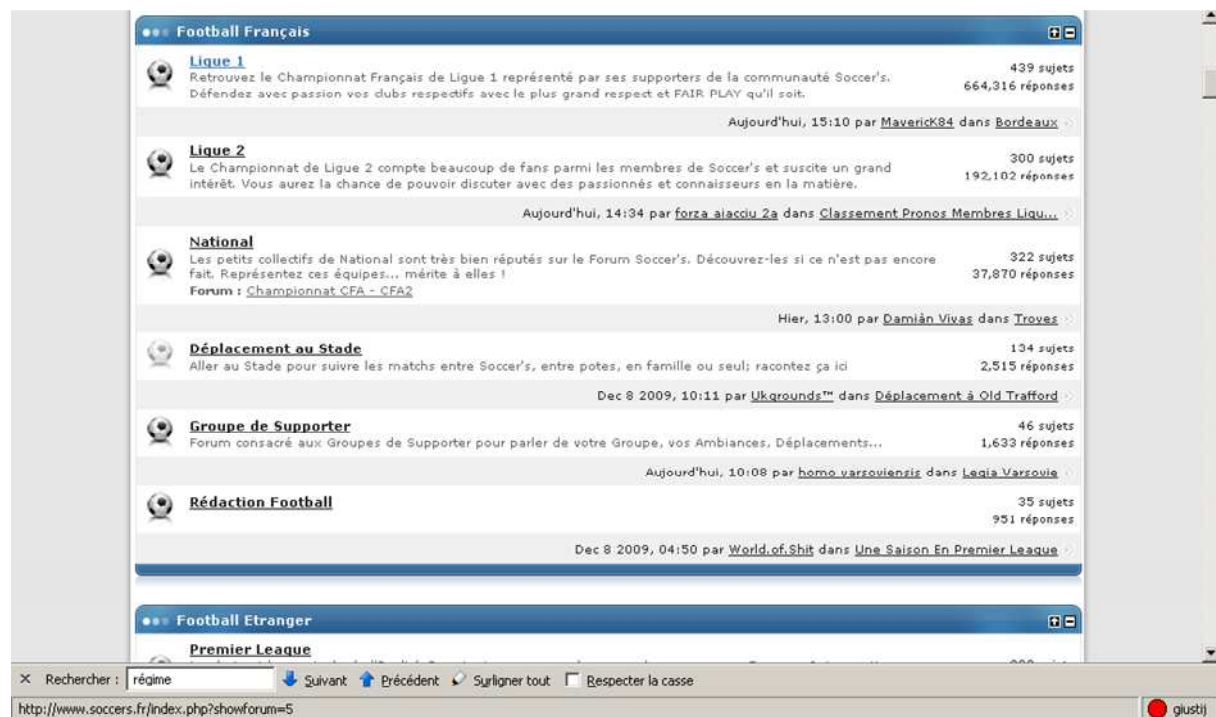 Football Français
Ligue 1
439 sujets
Retrouvez le Championnat Français de Ligue 1 représenté par ses supporters de la communauté Soccer's.
664,316 réponses
Défendez avec passion vos clubs respectifs avec le plus grand respect et FAIR PLAY qu'il soit.
Aujourd'hui, 15:10 par MavericK84 dans Bordeaux
Ligue 2
300 sujets
Le Championnat de Ligue 2 compte beaucoup de fans parmi les membres de Soccer's et suscite un grand
192,102 réponses
intérêt. Vous aurez la chance de pouvoir discuter avec des passionnés et connaisseurs en la matière.
Aujourd'hui, 14:34 par forza aiacciu 2a dans Classement Pronos Membres Ligu...
National
322 sujets
Les petits collectifs de National sont très bien réputés sur le Forum Soccer's. Découvrez-les si ce n'est pas encore
37,870 réponses
fait. Représentez ces équipes... mérite à elles !
Forum : Championnat CFA - CFA2
Hier, 13:00 par Damiàn Vivas dans Troyes
Déplacement au Stade
134 sujets
Aller au Stade pour suivre les matchs entre Soccer's, entre potes, en famille ou seul; racontez ça ici
2,515 réponses
Dec 8 2009, 10:11 par Ukgrounds™ dans Déplacement à Old Trafford
Groupe de Supporter
46 sujets
Forum consacré aux Groupes de Supporter pour parler de votre Groupe, vos Ambiances, Déplacements...
1,633 réponses
Aujourd'hui, 10:08 par homo varsoviensis dans Legia Varsovie
Rédaction Football
35 sujets
951 réponses
Dec 8 2009, 04:50 par World.of.Shit dans Une Saison En Premier League
Football Etranger
Premier League
Rechercher : régime Suivant Précédent Surligner tout Respecter la casse
http://www.soccers.fr/index.php?showforum=5
giustij